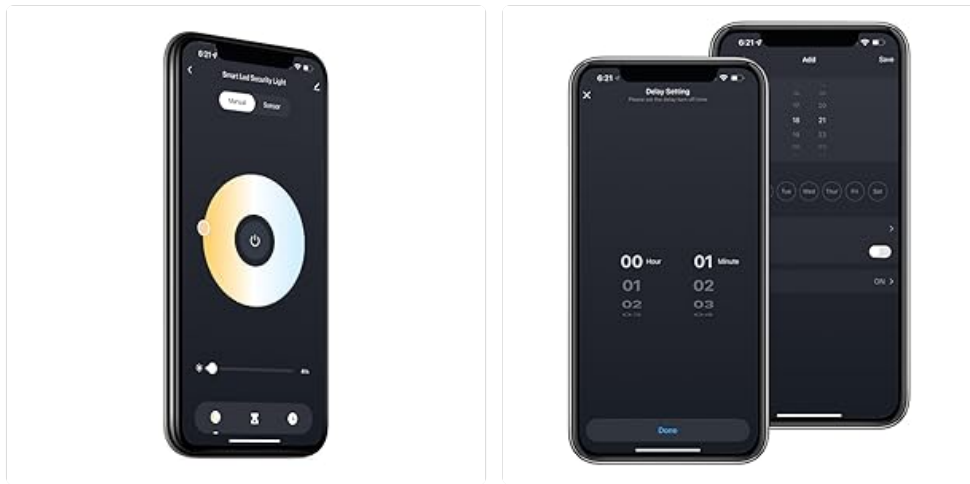 6:21
Smart Led Security Light
Manual
Sensor
6:21
Add
Save
18 21
Tue Wed Thur Fri Sat
ON
6:21
Delay Setting
Please set the delay turn off time
00 Hour 01 Minute
01 02
02 03
Done